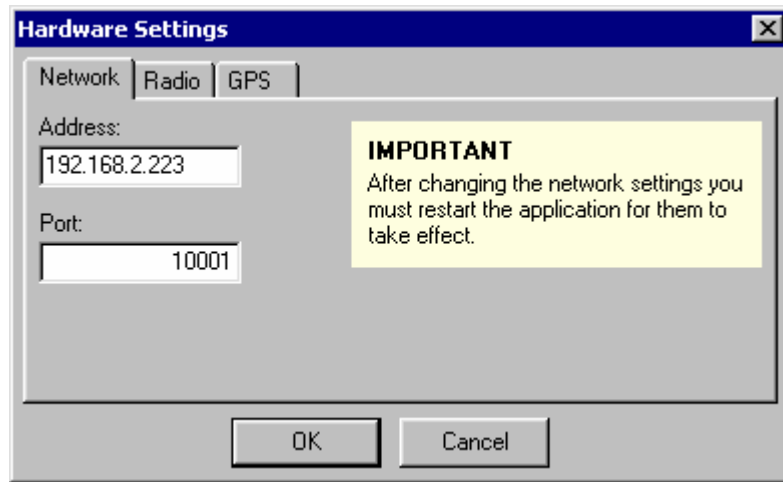 Hardware Settings
Network Radio GPS
Address:
192.168.2.223
Port:
10001
IMPORTANT
After changing the network settings you
must restart the application for them to
take effect.
OK Cancel